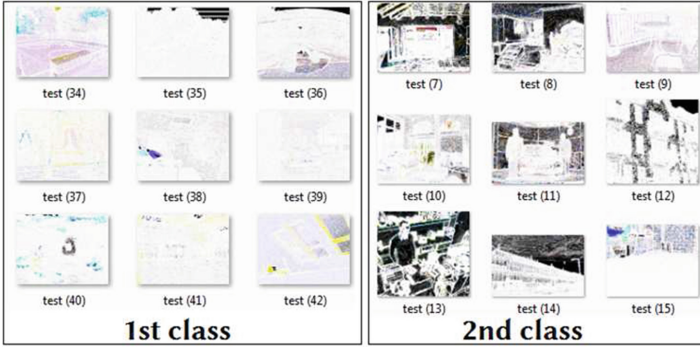 test (34) test (35) test (36)
test (37) test (38) test (39)
test (40) test (41) test (42)
1st class
test (7) test (8) test (9)
test (10) test (11) test (12)
test (13) test (14) test (15)
2nd class